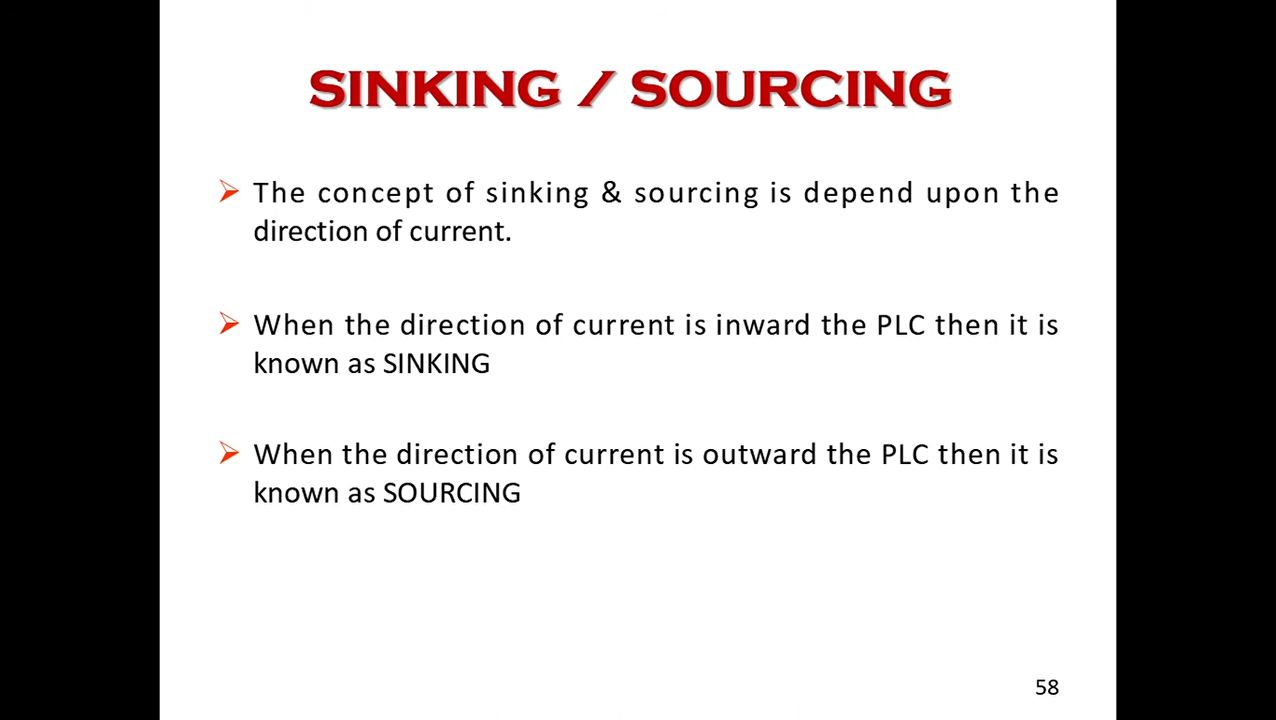 SINKING / SOURCING
The concept of sinking & sourcing is depend upon the
direction of current.
When the direction of current is inward the PLC then it is
known as SINKING
When the direction of current is outward the PLC then it is
known as SOURCING
58